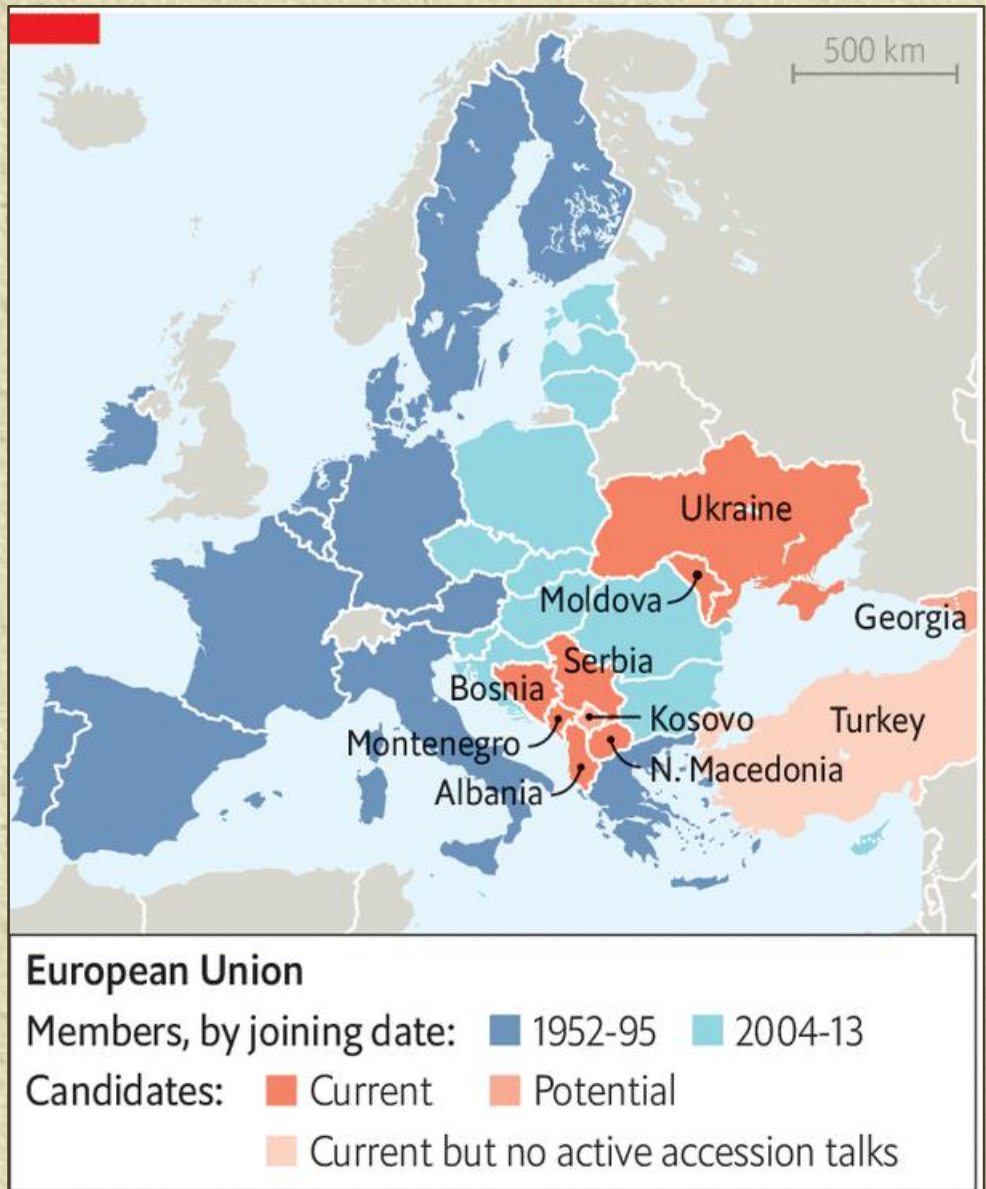 500 km
Ukraine
Moldova
Georgia
Serbia
Bosnia
Kosovo
Turkey
Montenegro
N. Macedonia
Albania
European Union
Members, by joining date: 1952-95 2004-13
Candidates: Current Potential
Current but no active accession talks